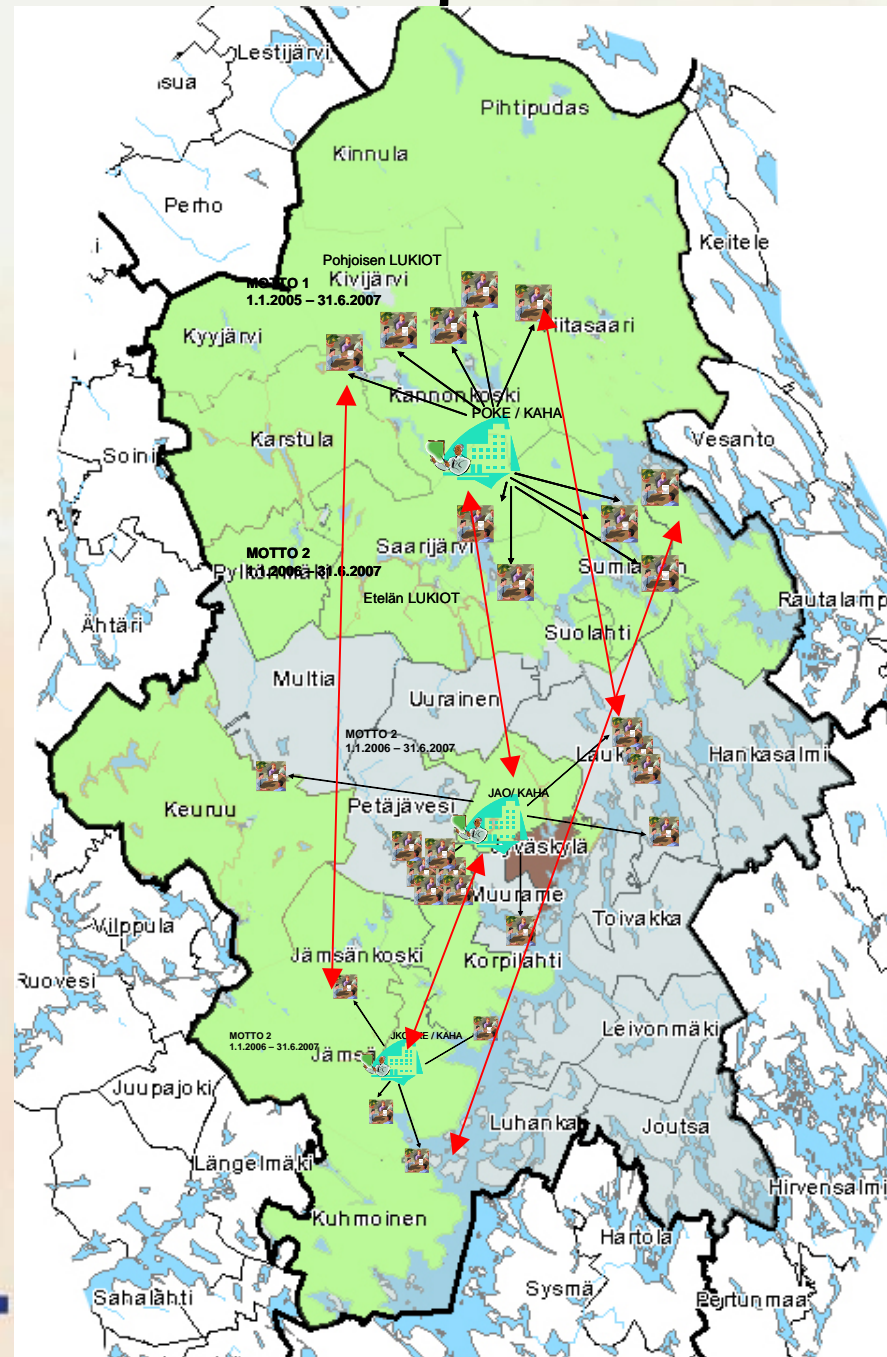 Lestijärvi
Pihtipudas
Kinnula
Perho
Keitele
Pohjoisen LUKIOT
Kivijärvi
MOTTO 1
1.1.2005 – 31.6.2007
Kyyjärvi
Kannonkoski
POKE / KAHA
Karstula
Soini
Vesanto
Saarijärvi
MOTTO 2
1.1.2006 – 31.6.2007
Etelän LUKIOT
Suolahti
Ähtäri
Multia
Uurainen
MOTTO 2
1.1.2006 – 31.6.2007
Hankasalmi
JAO/ KAHA
Petäjävesi
Keuruu
Muurame
Toivakka
Vilppula
Jämsänkoski
Korpilahti
Ruovesi
Leivonmäki
MOTTO 2
1.1.2006 – 31.6.2007
/ KAHA
Juupajoki
Luhanka
Joutsa
Längelmäki
Hirvensalmi
Kuhmoinen
Hartola
Sysmä
Sahalahti
Pertunmaa